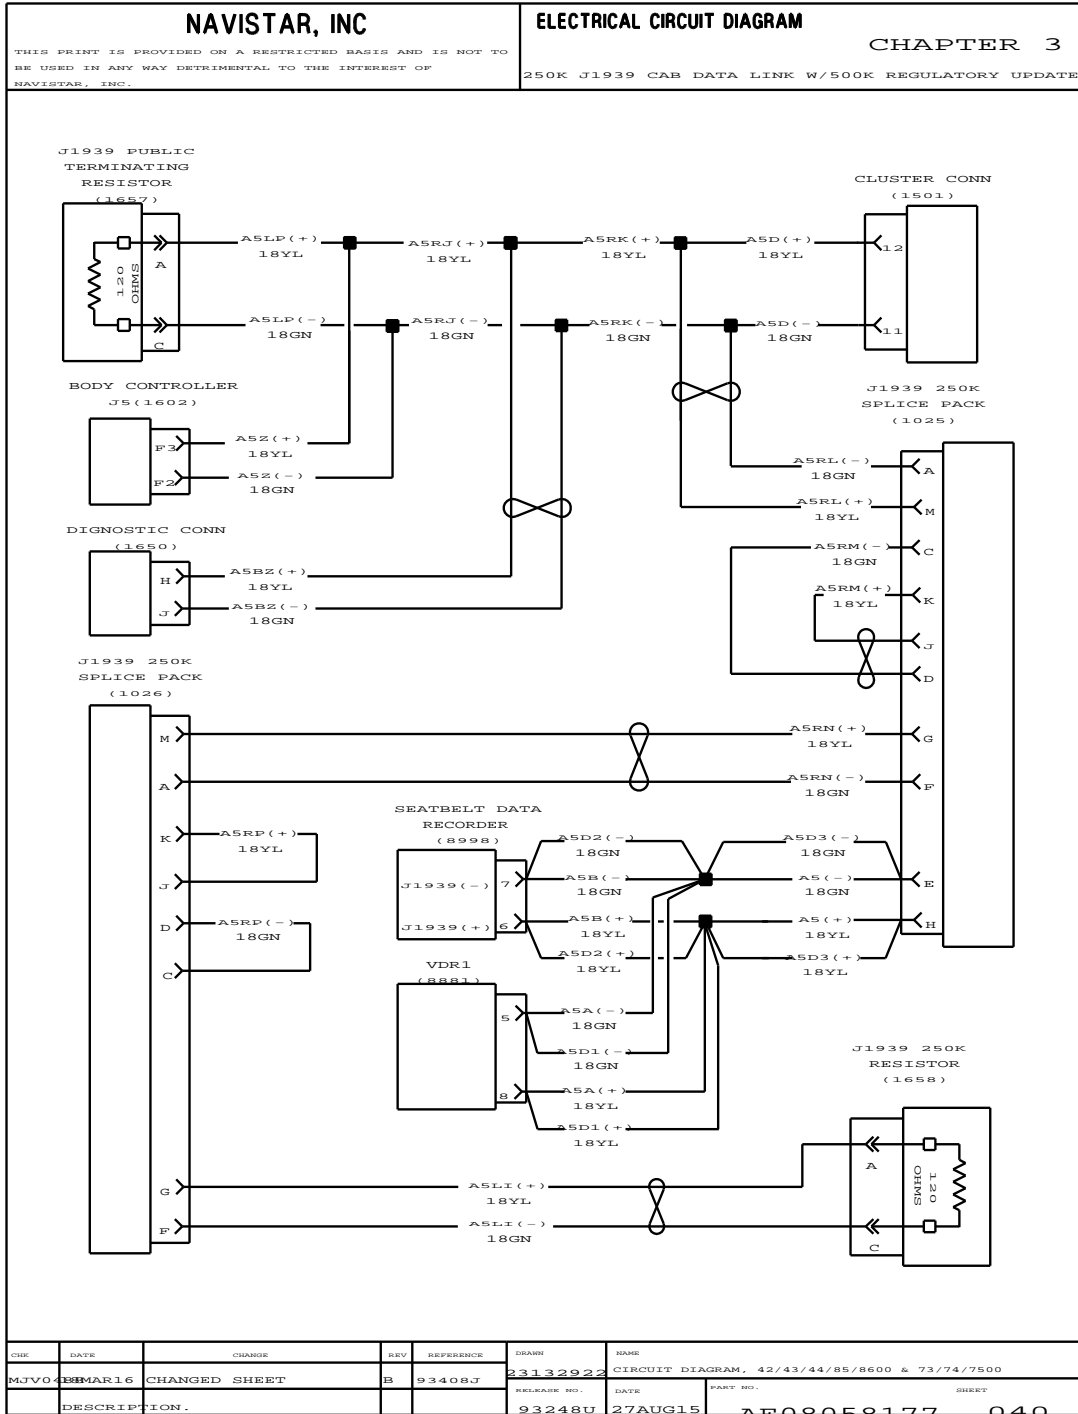 NAVISTAR, INC
THIS PRINT IS PROVIDED ON A RESTRICTED BASIS AND IS NOT TO
BE USED IN ANY WAY DETRIMENTAL TO THE INTEREST OF
NAVISTAR, INC.
ELECTRICAL CIRCUIT DIAGRAM
CHAPTER 3
250K J1939 CAB DATA LINK W/500K REGULATORY UPDATE
J1939 PUBLIC
TERMINATING
RESISTOR
(1657)
120
OHMS
A
C
A5LP(+)
18YL
A5RJ(+)
18YL
A5RK(+)
18YL
A5D(+)
18YL
A5LP(-)
18GN
A5RJ(-)
18GN
A5RK(-)
18GN
A5D(-)
18GN
CLUSTER CONN
(1501)
12
11
BODY CONTROLLER
J5(1602)
F3
F2
A5Z(+)
18YL
A5Z(-)
18GN
DIGNOSTIC CONN
(1650)
H
J
A5BZ(+)
18YL
A5BZ(-)
18GN
J1939 250K
SPLICE PACK
(1025)
A5RL(-)
18GN
A
A5RL(+)
18YL
M
A5RM(-)
18GN
C
A5RM(+)
18YL
K
J
D
J1939 250K
SPLICE PACK
(1026)
M
A5RN(+)
18YL
G
A
A5RN(-)
18GN
F
K
A5RP(+)
18YL
J
D
A5RP(-)
18GN
C
SEATBELT DATA
RECORDER
(8998)
J1939(-) 7
J1939(+) 6
A5D2(-)
18GN
A5B(-)
18GN
A5B(+)
18YL
A5D2(+)
18YL
A5D3(-)
18GN
A5(-)
18GN
E
A5(+)
18YL
H
A5D3(+)
18YL
VDR1
(8881)
5
8
A5A(-)
18GN
A5D1(-)
18GN
A5A(+)
18YL
A5D1(+)
18YL
J1939 250K
RESISTOR
(1658)
A
C
120
OHMS
G
A5LI(+)
18YL
F
A5LI(-)
18GN
CHK DATE CHANGE REV REFERENCE
CHANGED SHEET B 93408J
DESCRIPTION.
DRAWN
23132922
NAME
CIRCUIT DIAGRAM, 42/43/44/85/8600 & 73/74/7500
RELEASE NO.
93248U
DATE
27AUG15
PART NO.
AF08058177
SHEET
040